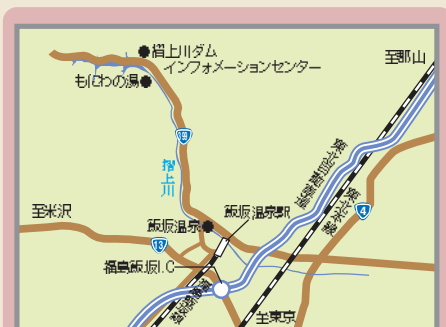 摺上川ダム
インフォメーションセンター
至郡山
もにわの湯
399
東北自動車道
摺上川
東北本線
4
至米沢
飯坂温泉
飯坂温泉駅
13
福島飯坂I.C
至東京